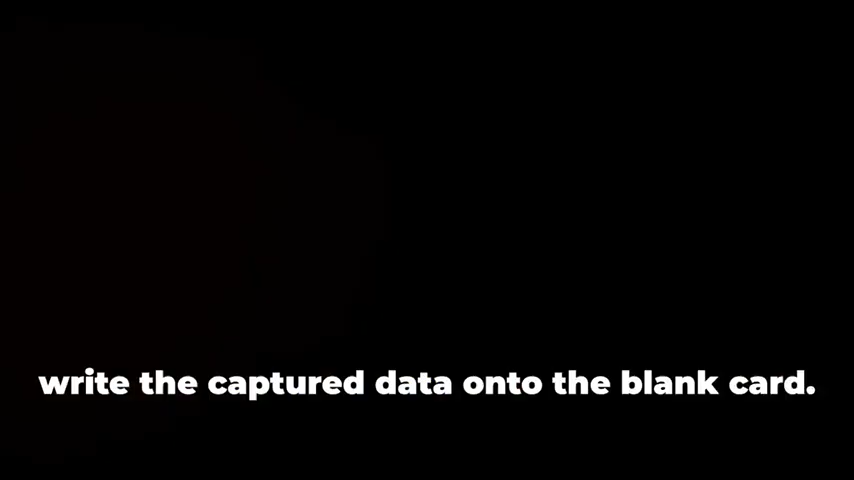 write the captured data onto the blank card.